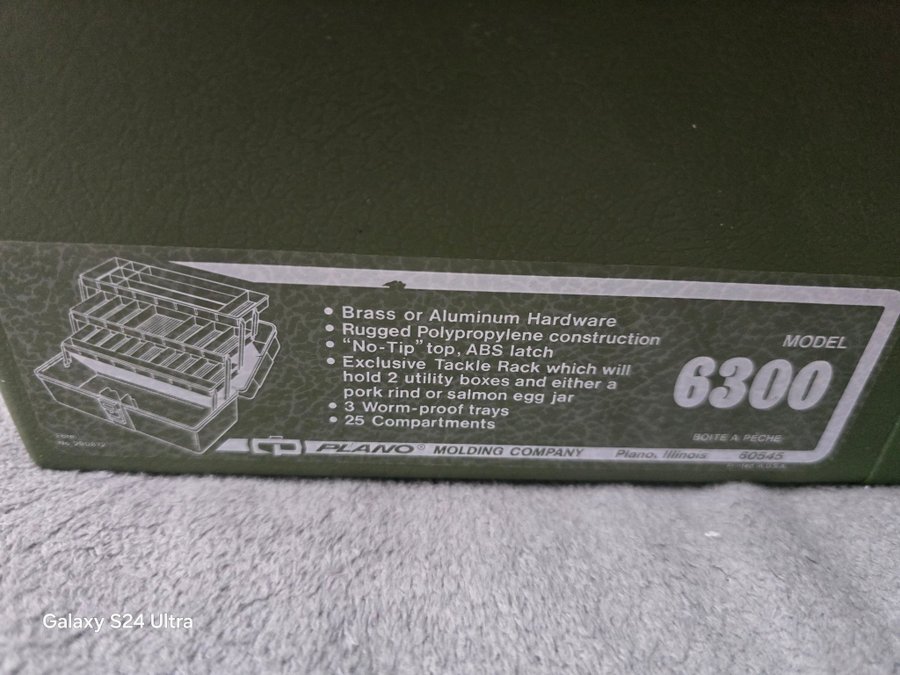 • Brass or Aluminum Hardware
• Rugged Polypropylene construction
• "No-Tip" top, ABS latch
• Exclusive Tackle Rack which will
hold 2 utility boxes and either a
pork rind or salmon egg jar
• 3 Worm-proof trays
• 25 Compartments
MODEL
6300
BOITE A PECHE
PLANO® MOLDING COMPANY Plano, Illinois 60545
Galaxy S24 Ultra